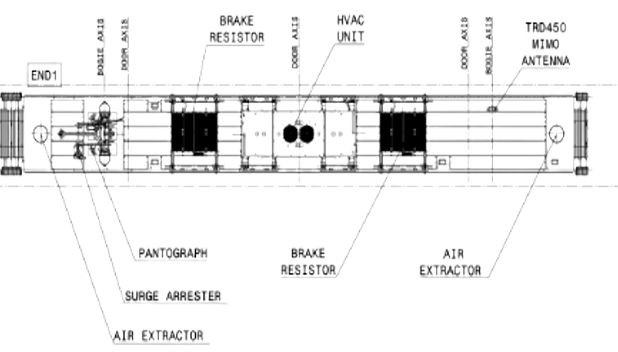 BOGIE AXIS
DOOR AXIS
BRAKE
RESISTOR
DOOR AXIS
HVAC
UNIT
DOOR AXIS
BOGIE AXIS
TRD450
MIMO
ANTENNA
END1
PANTOGRAPH
BRAKE
RESISTOR
AIR
EXTRACTOR
SURGE ARRESTER
AIR EXTRACTOR